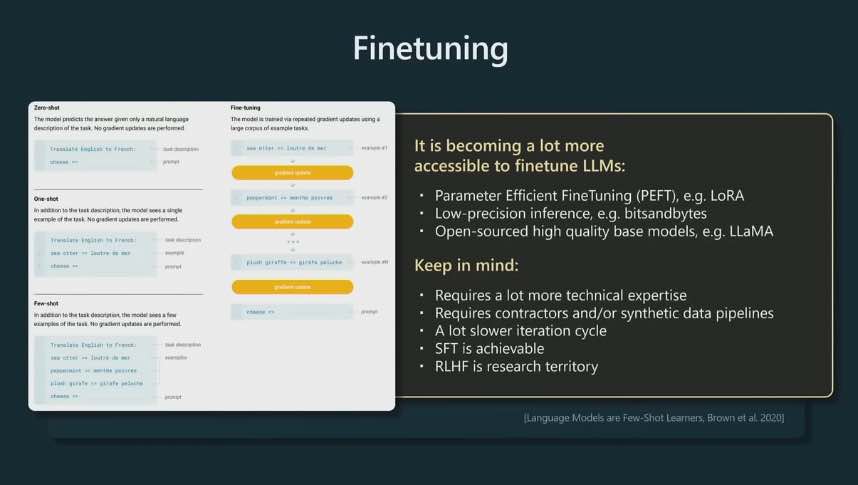 Finetuning
Zero-shot
The model predicts the answer given only a natural language
description of the task. No gradient updates are performed.
Translate English to French:
task description
cheese =>
prompt
One-shot
In addition to the task description, the model sees a single
example of the task. No gradient updates are performed.
Translate English to French:
task description
sea otter => loutre de mer
example
cheese =>
prompt
Few-shot
In addition to the task description, the model sees a few
examples of the task. No gradient updates are performed.
Translate English to French:
task description
sea otter => loutre de mer
examples
peppermint => menthe poivrée
plush girafe => girafe peluche
cheese =>
prompt
Fine-tuning
The model is trained via repeated gradient updates using a
large corpus of example tasks.
sea otter => loutre de mer
example #1
gradient update
peppermint => menthe poivrée
example #2
gradient update
• • •
plush giraffe => girafe peluche
example #N
gradient update
cheese =>
prompt
It is becoming a lot more
accessible to finetune LLMs:
• Parameter Efficient FineTuning (PEFT), e.g. LoRA
• Low-precision inference, e.g. bitsandbytes
• Open-sourced high quality base models, e.g. LLaMA
Keep in mind:
• Requires a lot more technical expertise
• Requires contractors and/or synthetic data pipelines
• A lot slower iteration cycle
• SFT is achievable
• RLHF is research territory
[Language Models are Few-Shot Learners, Brown et al. 2020]